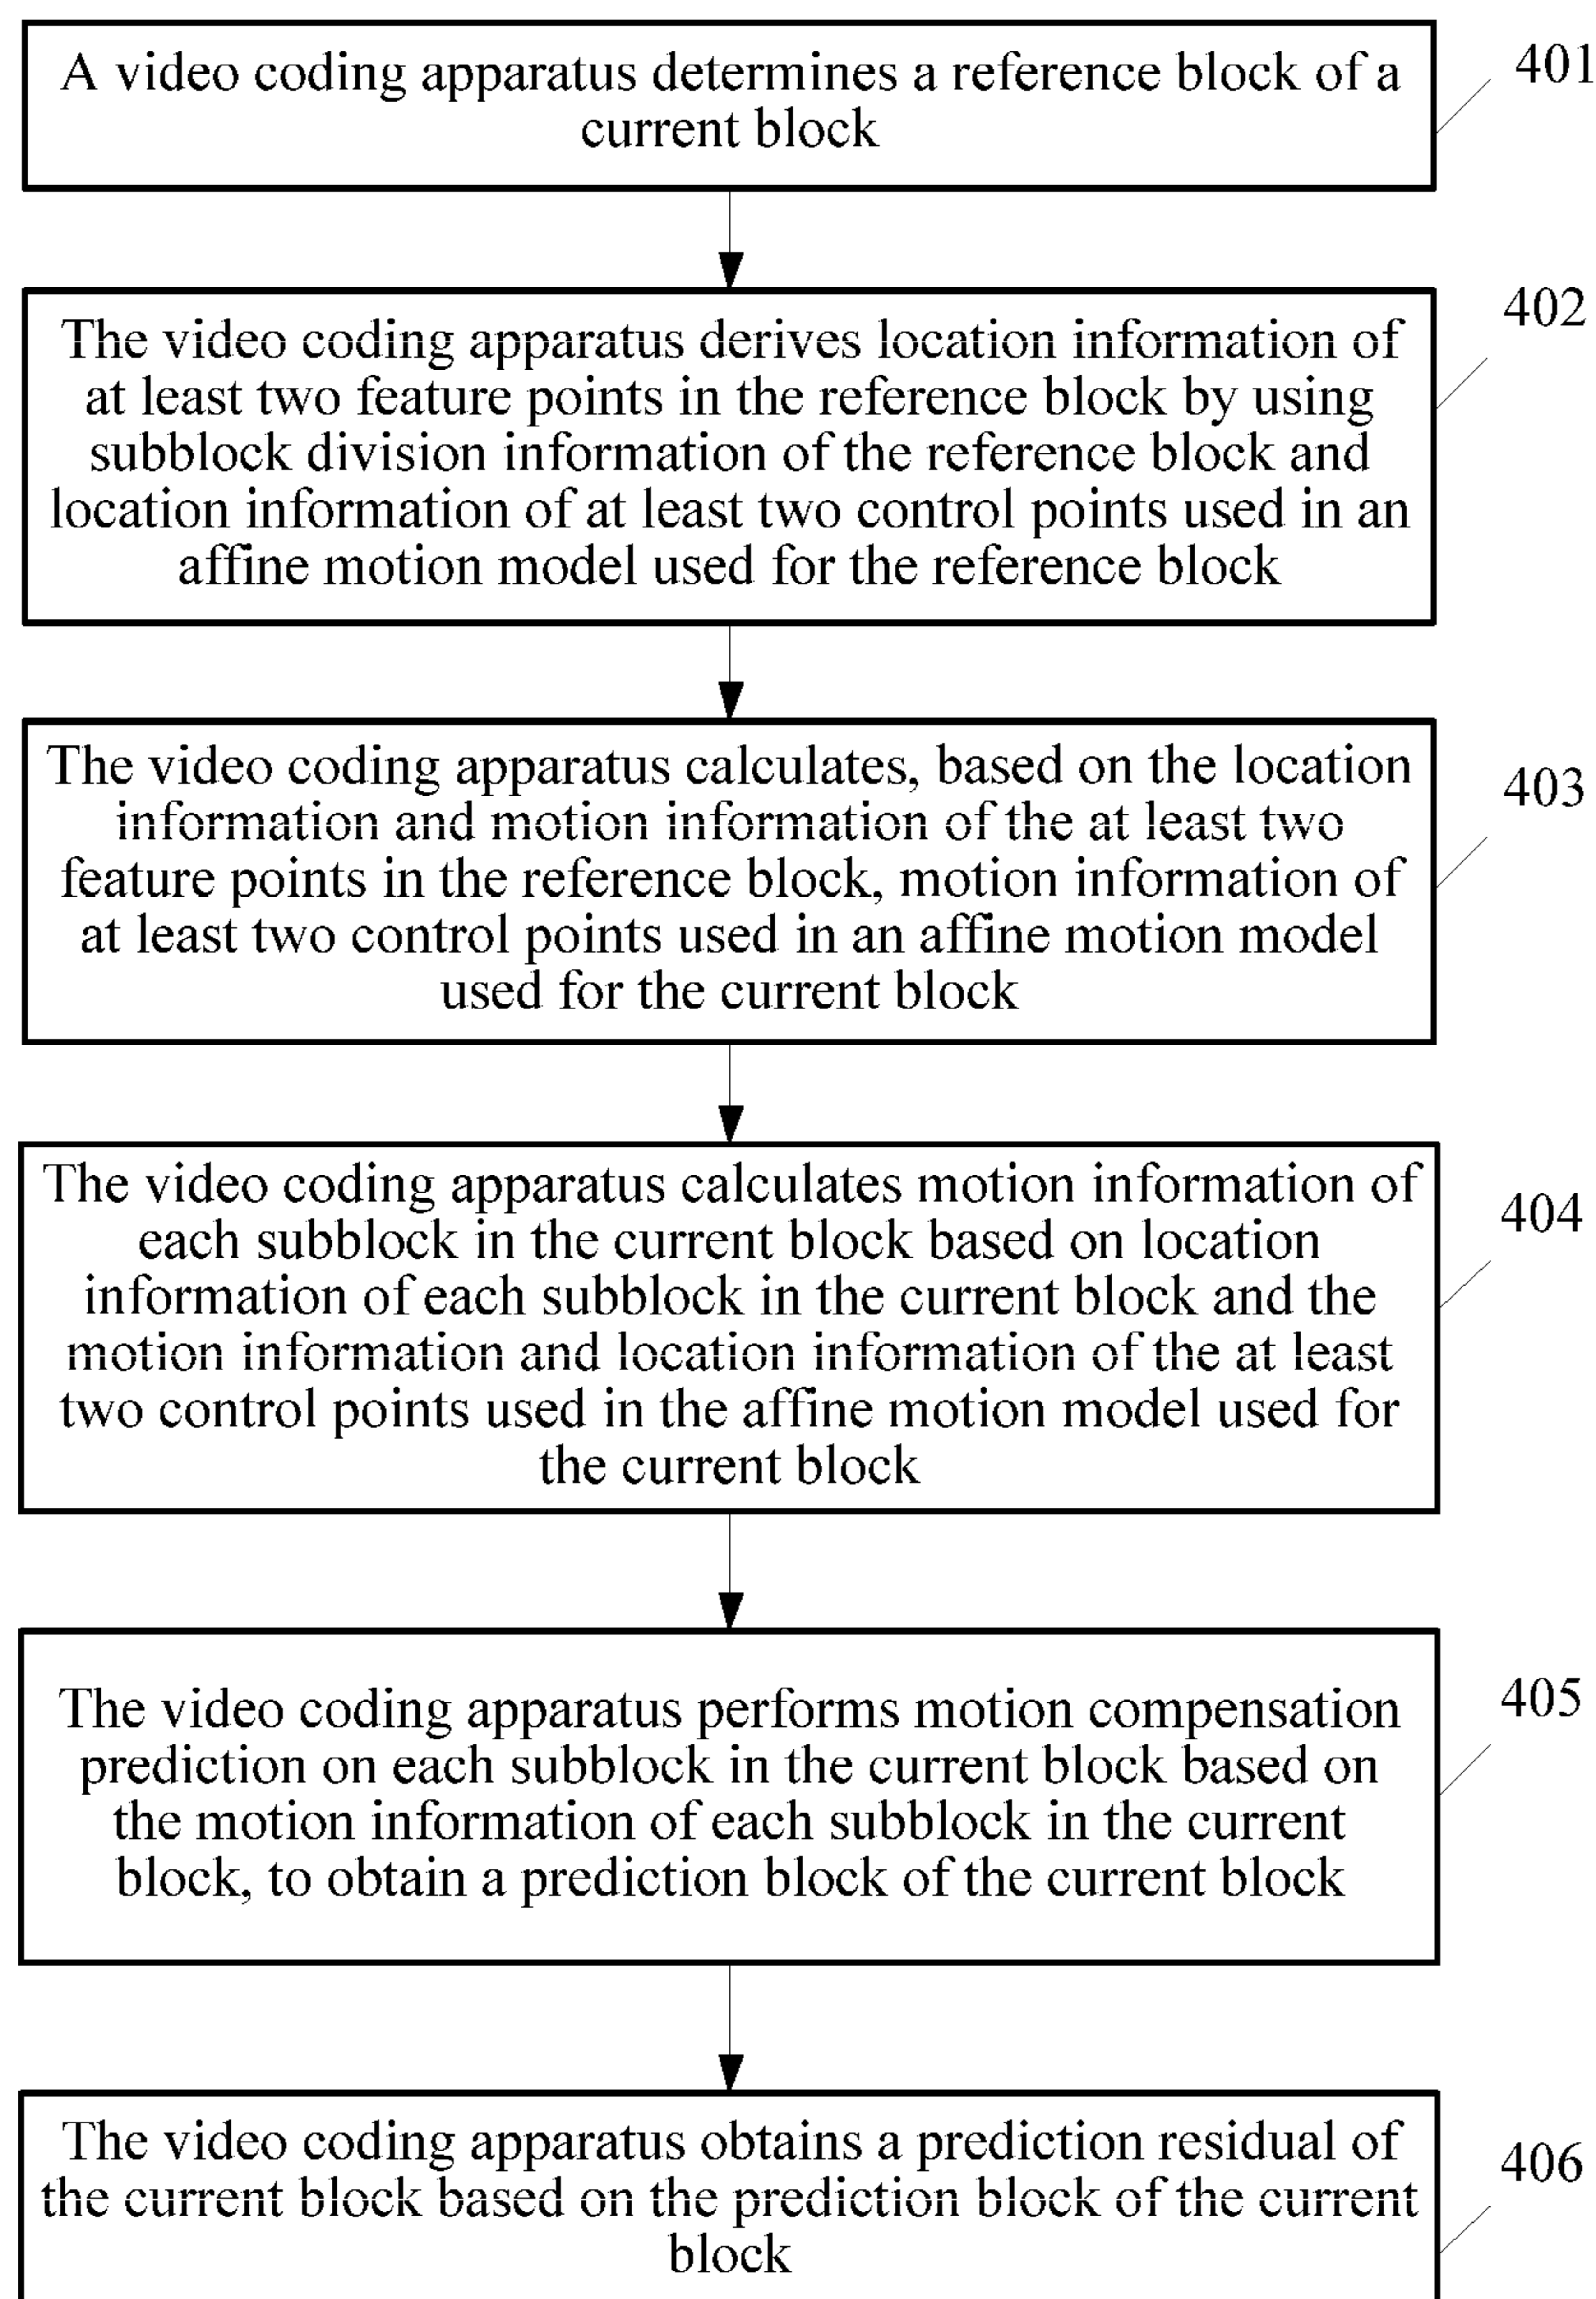 A video coding apparatus determines a reference block of a
current block
401
The video coding apparatus derives location information of
at least two feature points in the reference block by using
subblock division information of the reference block and
location information of at least two control points used in an
affine motion model used for the reference block
402
The video coding apparatus calculates, based on the location
information and motion information of the at least two
feature points in the reference block, motion information of
at least two control points used in an affine motion model
used for the current block
403
The video coding apparatus calculates motion information of
each subblock in the current block based on location
information of each subblock in the current block and the
motion information and location information of the at least
two control points used in the affine motion model used for
the current block
404
The video coding apparatus performs motion compensation
prediction on each subblock in the current block based on
the motion information of each subblock in the current
block, to obtain a prediction block of the current block
405
The video coding apparatus obtains a prediction residual of
the current block based on the prediction block of the current
block
406